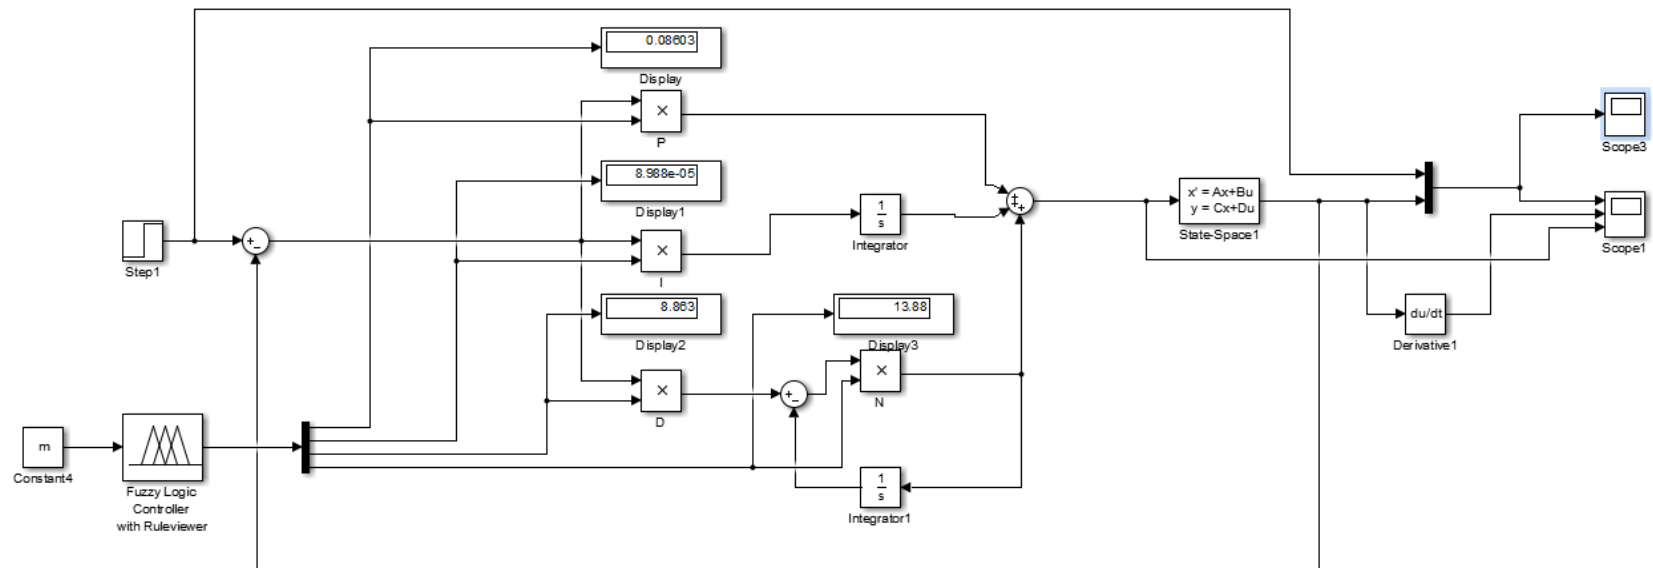 0.08603
Display
×
P
8.988e-05
Display1
×
I
1
s
Integrator
+
-
Step1
+
+
+
x' = Ax+Bu
y = Cx+Du
State-Space1
Scope3
Scope1
8.863
Display2
13.88
Display3
du/dt
Derivative1
×
D
+
-
×
N
m
Constant4
Fuzzy Logic
Controller
with Ruleviewer
1
s
Integrator1